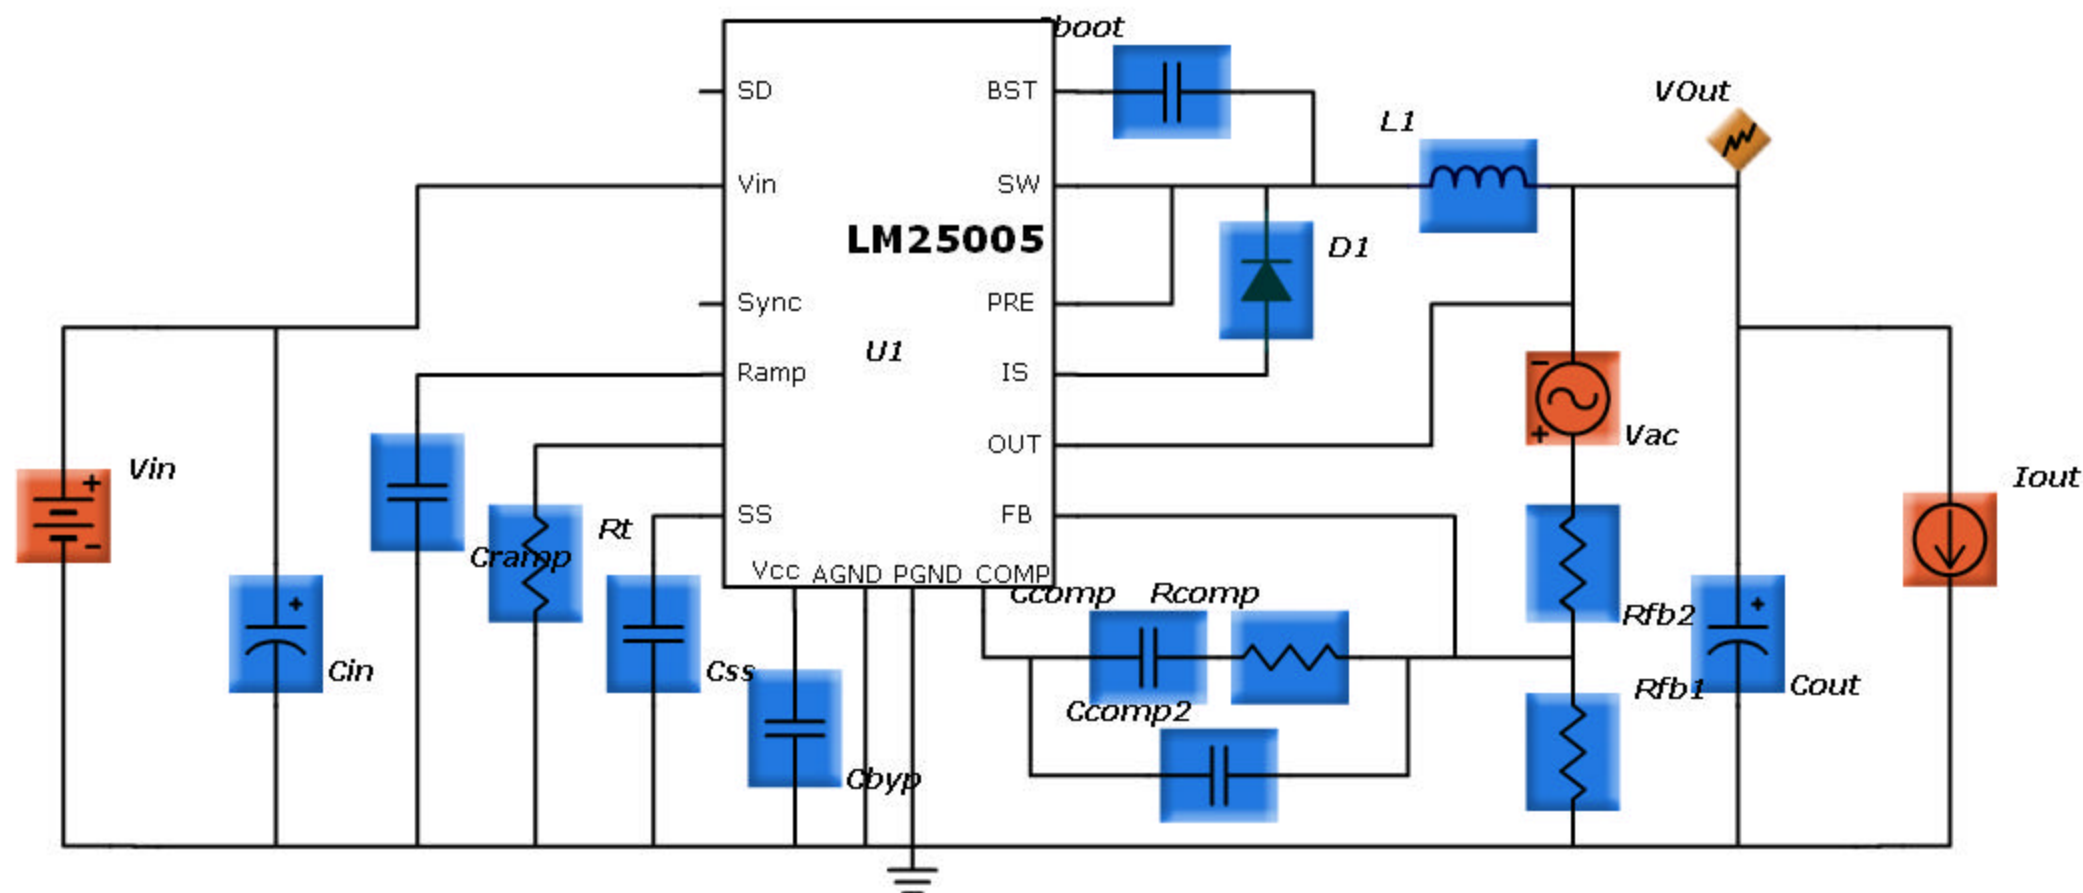 boot
SD
BST
VOut
L1
Vin
SW
LM25005
D1
Sync
PRE
U1
Ramp
IS
OUT
Vac
Vin
Iout
SS
FB
Rt
Cramp
Vcc
AGND
PGND
COMP
Ccomp
Rcomp
Rfb2
Cin
Css
Rfb1
Cout
Ccomp2
Cbyp